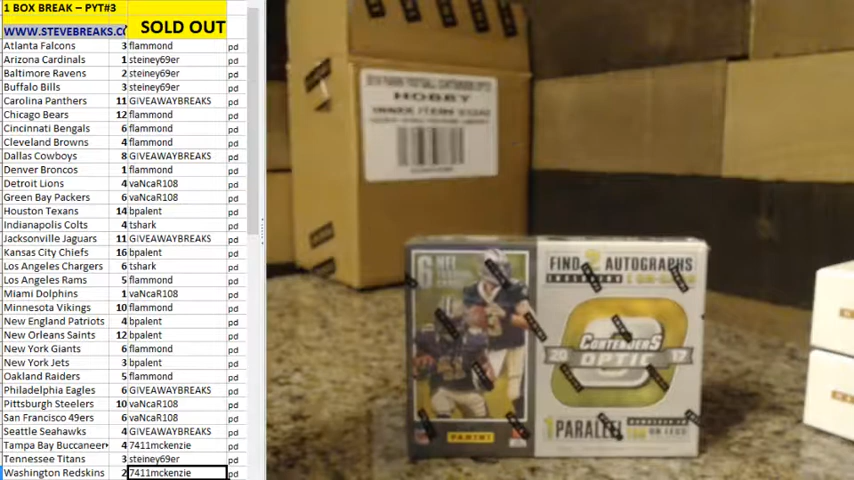 1 BOX BREAK – PYT#3
WWW.STEVEBREAKS.C
SOLD OUT
Atlanta Falcons 3 flammond pd
Arizona Cardinals 1 steiney69er pd
Baltimore Ravens 2 steiney69er pd
Buffalo Bills 3 steiney69er pd
Carolina Panthers 11 GIVEAWAYBREAKS pd
Chicago Bears 12 flammond pd
Cincinnati Bengals 6 flammond pd
Cleveland Browns 4 flammond pd
Dallas Cowboys 8 GIVEAWAYBREAKS pd
Denver Broncos 1 flammond pd
Detroit Lions 4 vaNcaR108 pd
Green Bay Packers 6 vaNcaR108 pd
Houston Texans 14 bpalent pd
Indianapolis Colts 4 tshark pd
Jacksonville Jaguars 11 GIVEAWAYBREAKS pd
Kansas City Chiefs 16 bpalent pd
Los Angeles Chargers 6 tshark pd
Los Angeles Rams 5 flammond pd
Miami Dolphins 1 vaNcaR108 pd
Minnesota Vikings 10 flammond pd
New England Patriots 4 bpalent pd
New Orleans Saints 12 bpalent pd
New York Giants 6 flammond pd
New York Jets 3 bpalent pd
Oakland Raiders 5 flammond pd
Philadelphia Eagles 6 GIVEAWAYBREAKS pd
Pittsburgh Steelers 10 vaNcaR108 pd
San Francisco 49ers 6 vaNcaR108 pd
Seattle Seahawks 4 GIVEAWAYBREAKS pd
Tampa Bay Buccaneer 4 7411mckenzie pd
Tennessee Titans 3 steiney69er pd
Washington Redskins 2 7411mckenzie pd
HOBBY
6 NFL
FIND 2 AUTOGRAPHS
CONTENDERS
20 OPTIC 17
PANINI
1 PARALLEL